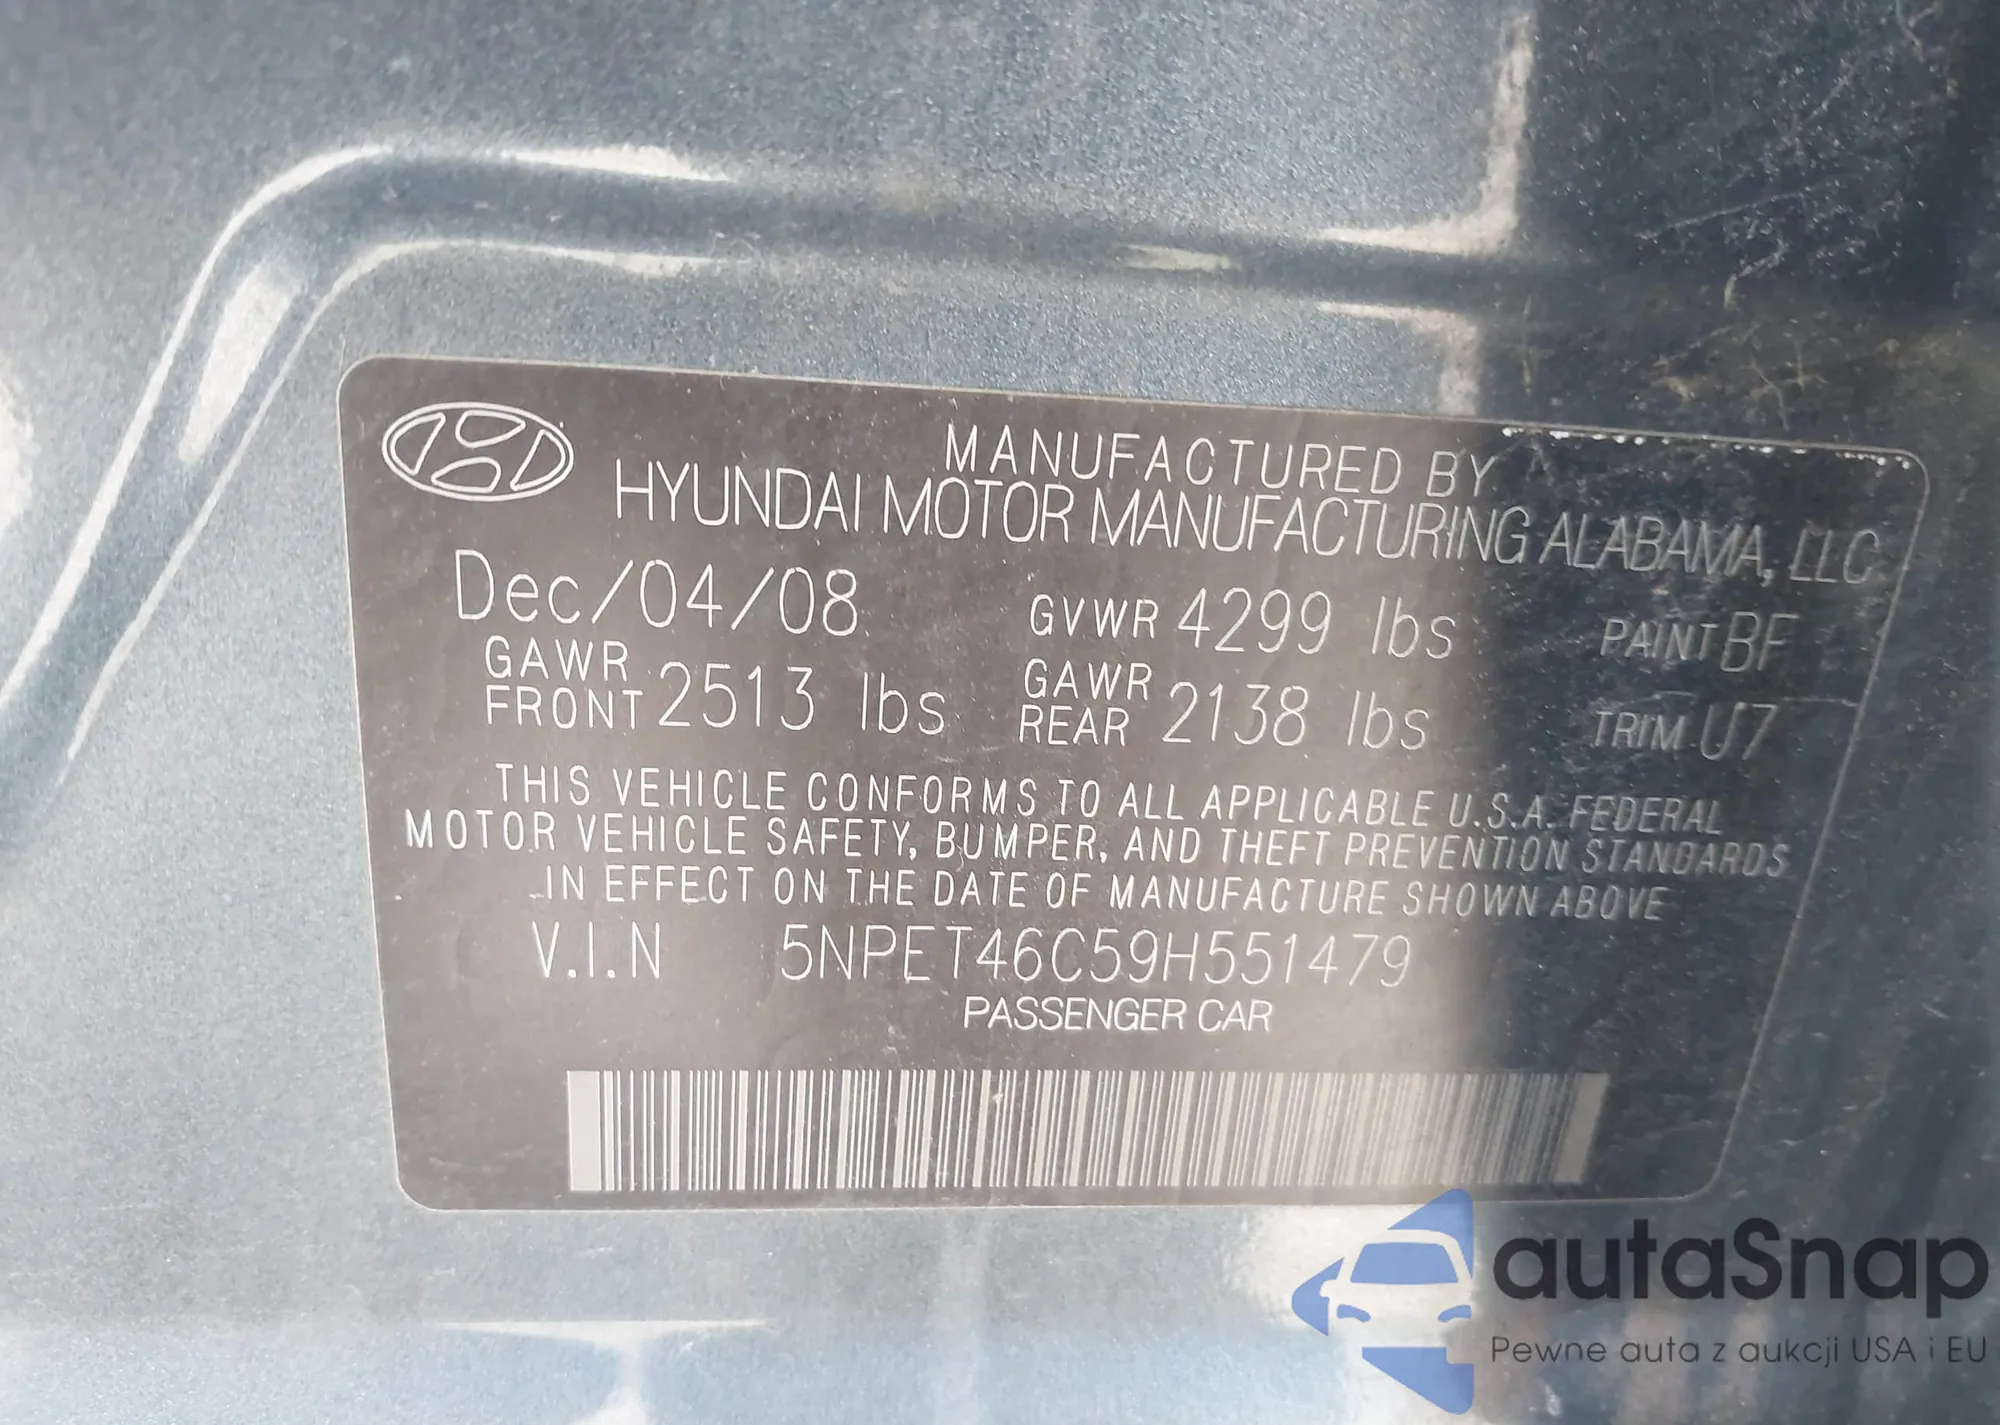 MANUFACTURED BY
HYUNDAI MOTOR MANUFACTURING ALABAMA, LLC
Dec/04/08 GVWR 4299 lbs PAINT BF
GAWR FRONT 2513 lbs GAWR REAR 2138 lbs TRIM U7
THIS VEHICLE CONFORMS TO ALL APPLICABLE U.S.A. FEDERAL
MOTOR VEHICLE SAFETY, BUMPER, AND THEFT PREVENTION STANDARDS
IN EFFECT ON THE DATE OF MANUFACTURE SHOWN ABOVE
V.I.N 5NPET46C59H551479
PASSENGER CAR
autaSnap
Pewne auta z aukcji USA i EU